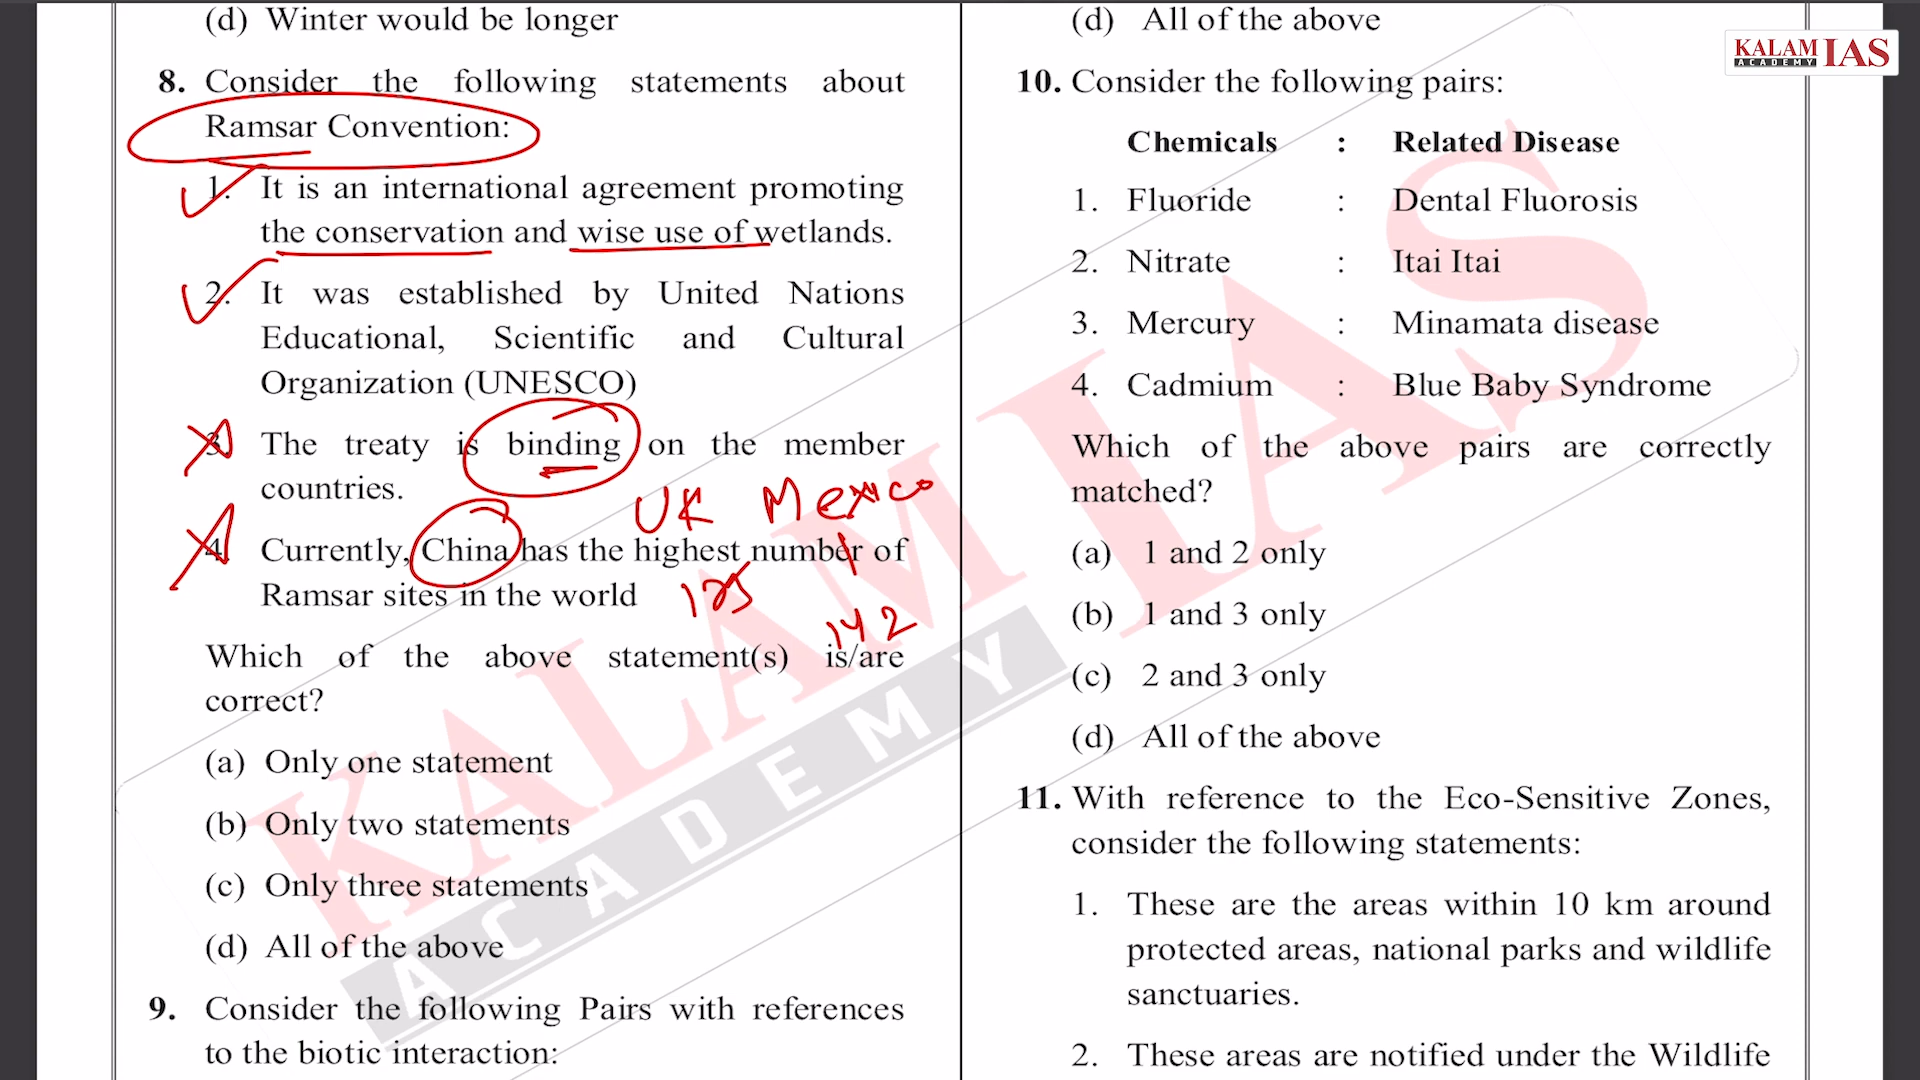 (d) Winter would be longer
8. Consider the following statements about
Ramsar Convention:
1. It is an international agreement promoting
the conservation and wise use of wetlands.
2. It was established by United Nations
Educational, Scientific and Cultural
Organization (UNESCO)
3. The treaty is binding on the member
countries.
UK Mexico
4. Currently, China has the highest number of
Ramsar sites in the world
175
142
Which of the above statement(s) is/are
correct?
(a) Only one statement
(b) Only two statements
(c) Only three statements
(d) All of the above
9. Consider the following Pairs with references
to the biotic interaction:
(d) All of the above
10. Consider the following pairs:
Chemicals : Related Disease
1. Fluoride : Dental Fluorosis
2. Nitrate : Itai Itai
3. Mercury : Minamata disease
4. Cadmium : Blue Baby Syndrome
Which of the above pairs are correctly
matched?
(a) 1 and 2 only
(b) 1 and 3 only
(c) 2 and 3 only
(d) All of the above
11. With reference to the Eco-Sensitive Zones,
consider the following statements:
1. These are the areas within 10 km around
protected areas, national parks and wildlife
sanctuaries.
2. These areas are notified under the Wildlife
KALAM IAS
ACADEMY
KALAM IAS
ACADEMY